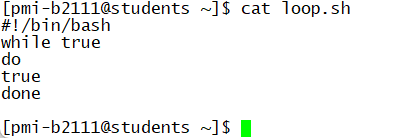 [pmi-b2111@students ~]$ cat loop.sh
#!/bin/bash
while true
do
true
done
[pmi-b2111@students ~]$